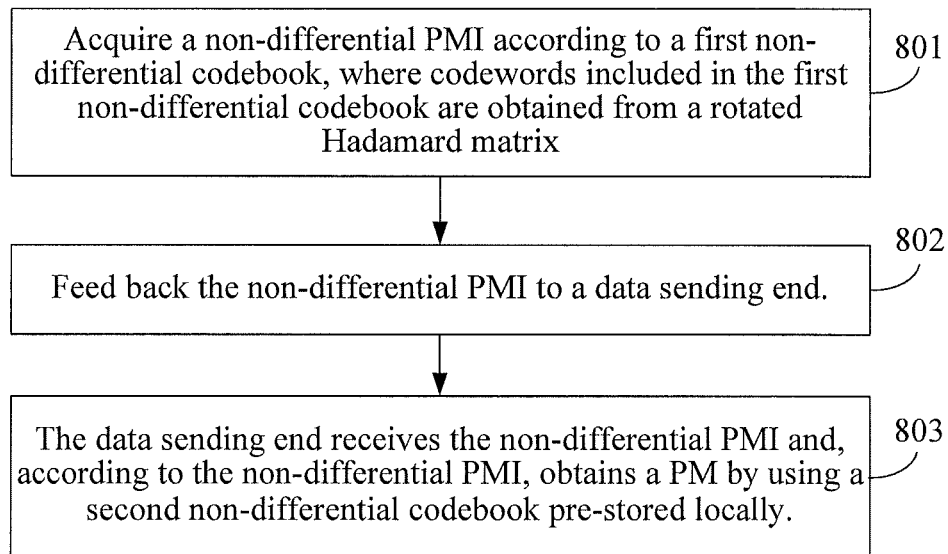 Acquire a non-differential PMI according to a first non-
differential codebook, where codewords included in the first
non-differential codebook are obtained from a rotated
Hadamard matrix
801
Feed back the non-differential PMI to a data sending end.
802
The data sending end receives the non-differential PMI and,
according to the non-differential PMI, obtains a PM by using a
second non-differential codebook pre-stored locally.
803